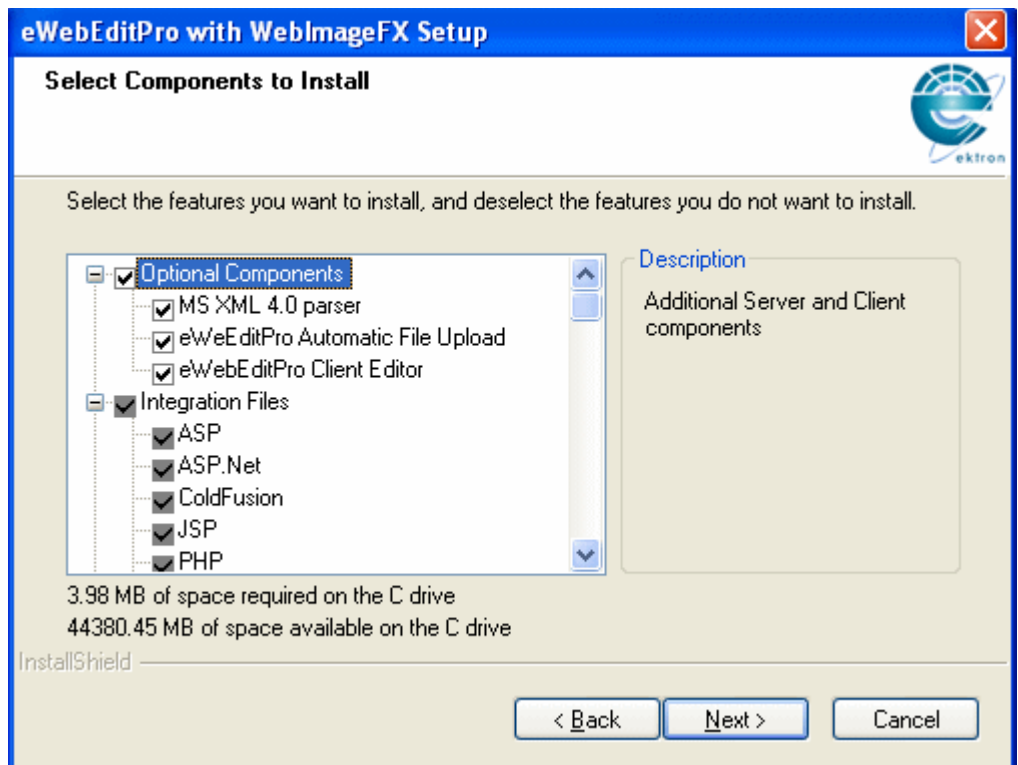 eWebEditPro with WebImageFX Setup
Select Components to Install
ektron
Select the features you want to install, and deselect the features you do not want to install.
Optional Components
MS XML 4.0 parser
eWeEditPro Automatic File Upload
eWebEditPro Client Editor
Integration Files
ASP
ASP.Net
ColdFusion
JSP
PHP
Description
Additional Server and Client
components
3.98 MB of space required on the C drive
44380.45 MB of space available on the C drive
InstallShield
< Back
Next >
Cancel